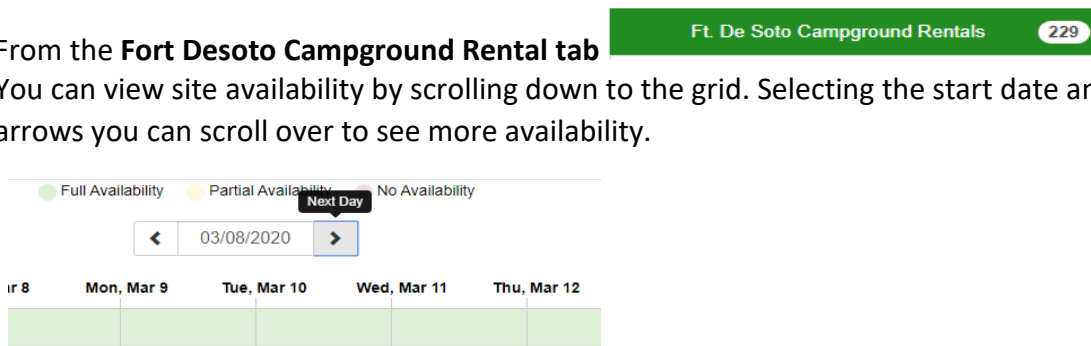 From the Fort Desoto Campground Rental tab Ft. De Soto Campground Rentals 229
You can view site availability by scrolling down to the grid. Selecting the start date
arrows you can scroll over to see more availability.
Full Availability Partial Availability No Availability
Next Day
03/08/2020
8 Mon, Mar 9 Tue, Mar 10 Wed, Mar 11 Thu, Mar 12